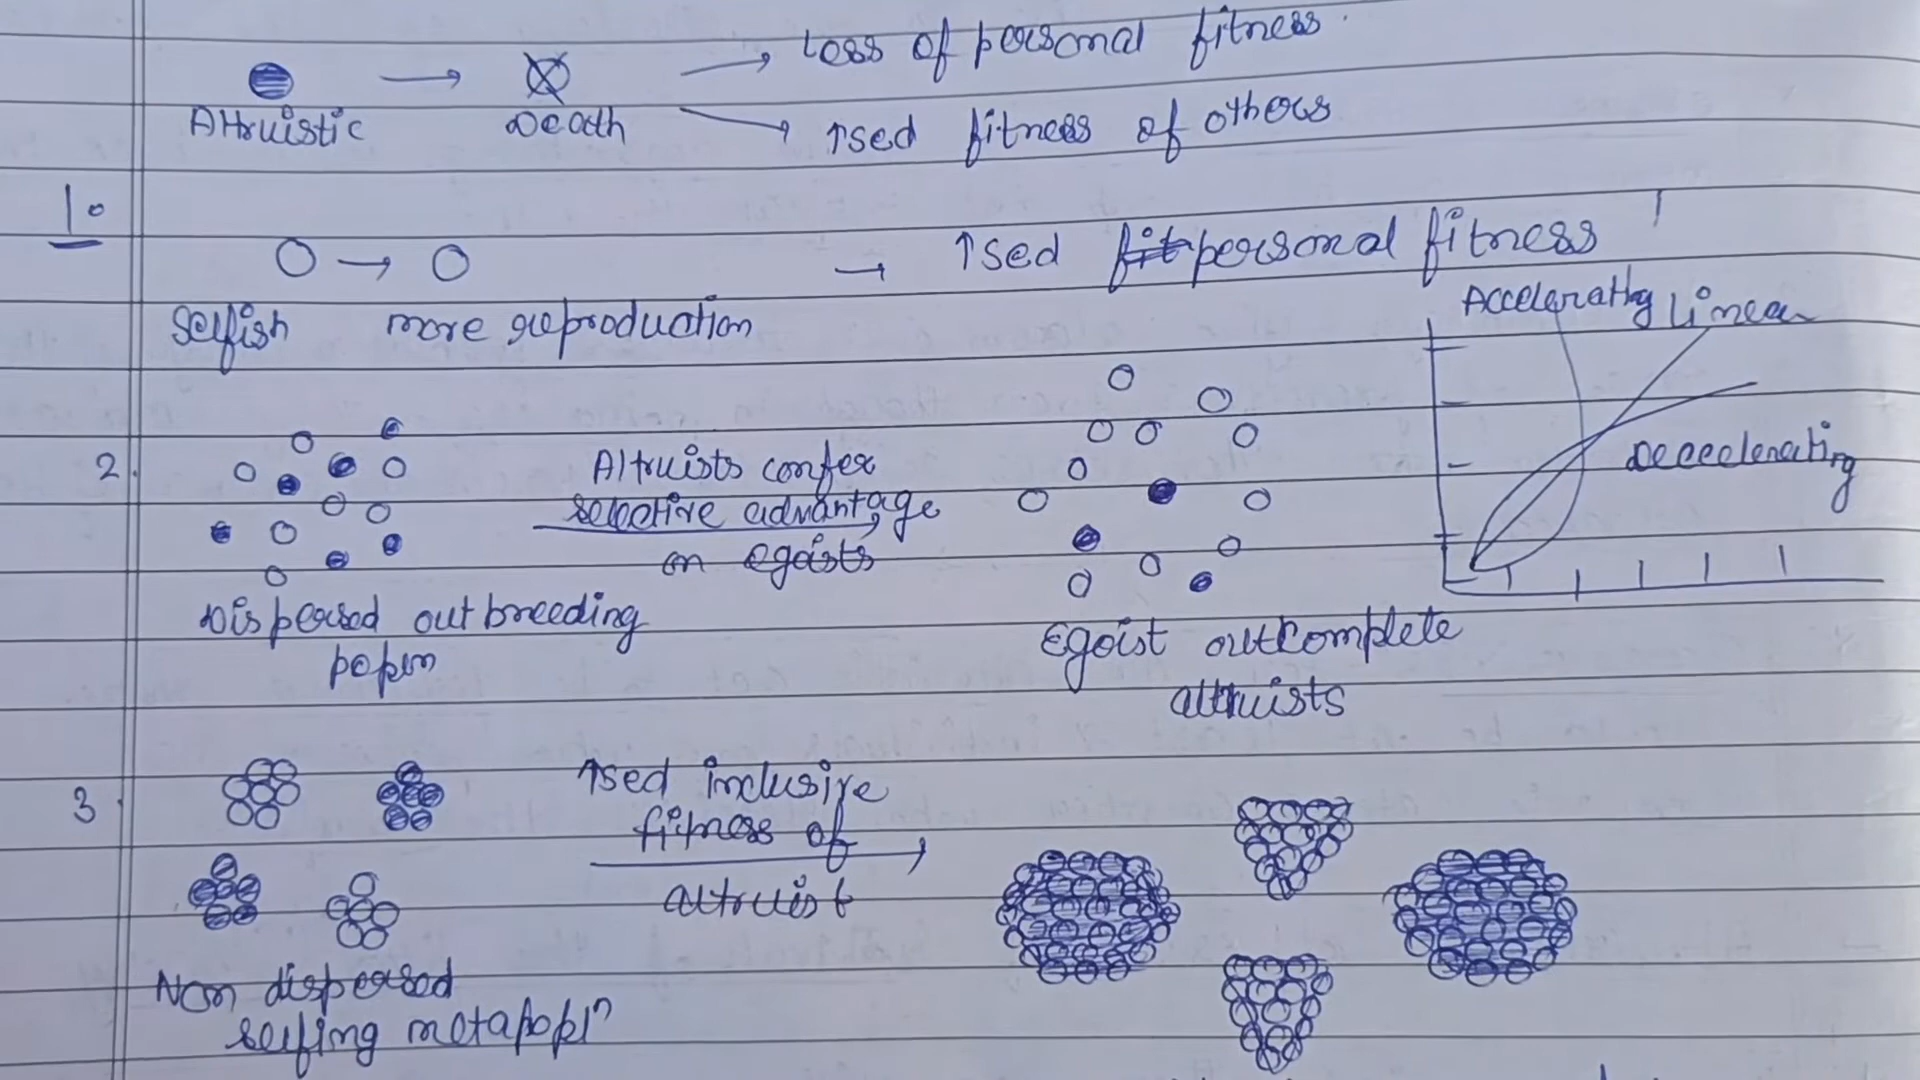 → Loss of personal fitness
Altruistic → Death
→ ↑sed fitness of others
1.
→ → ↑sed fit personal fitness
Selfish more reproduction
Accelerating Linear
Decelerating
2.
Altruists confer
selective advantage
on egoists
Dispersed outbreeding
popln
Egoist outcomplete
altruists
3.
↑sed inclusive
fitness of
altruist
Non dispersed
selfing metapopln